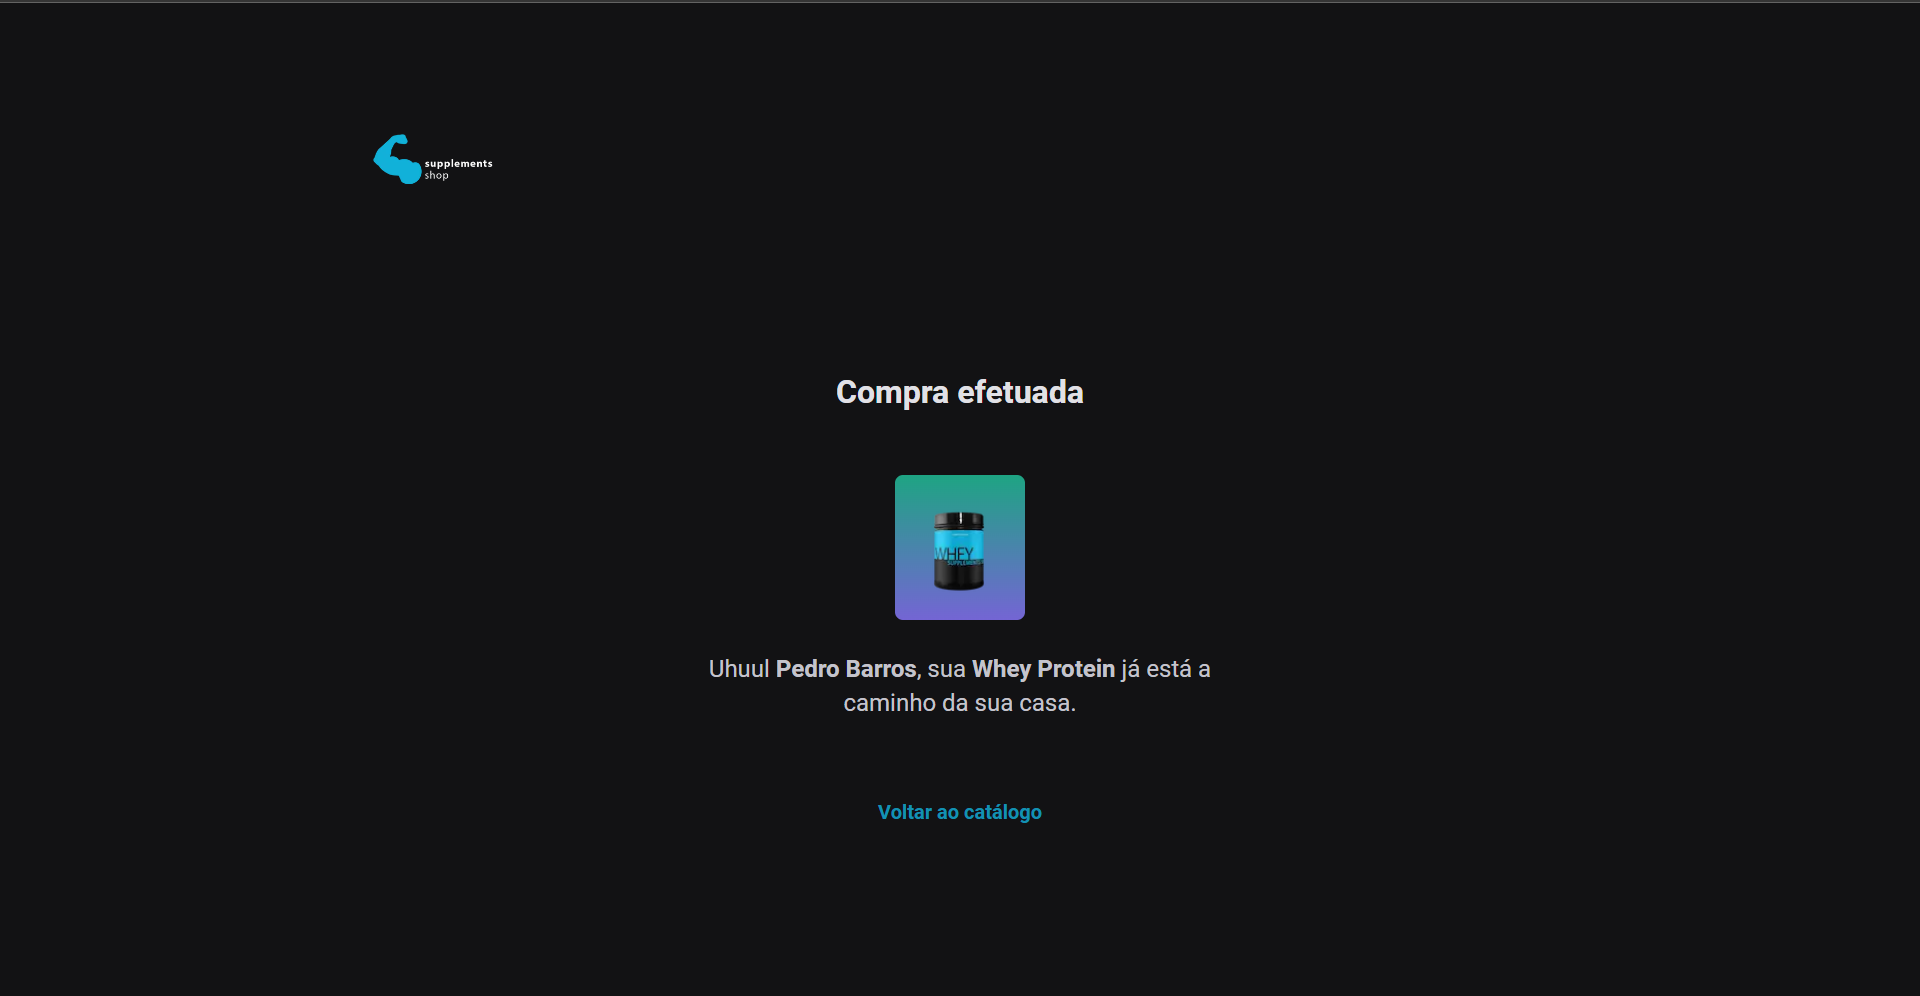 supplements
shop
Compra efetuada
WHEY
SUPPLEMENTS
Uhuul Pedro Barros, sua Whey Protein já está a
caminho da sua casa.
Voltar ao catálogo